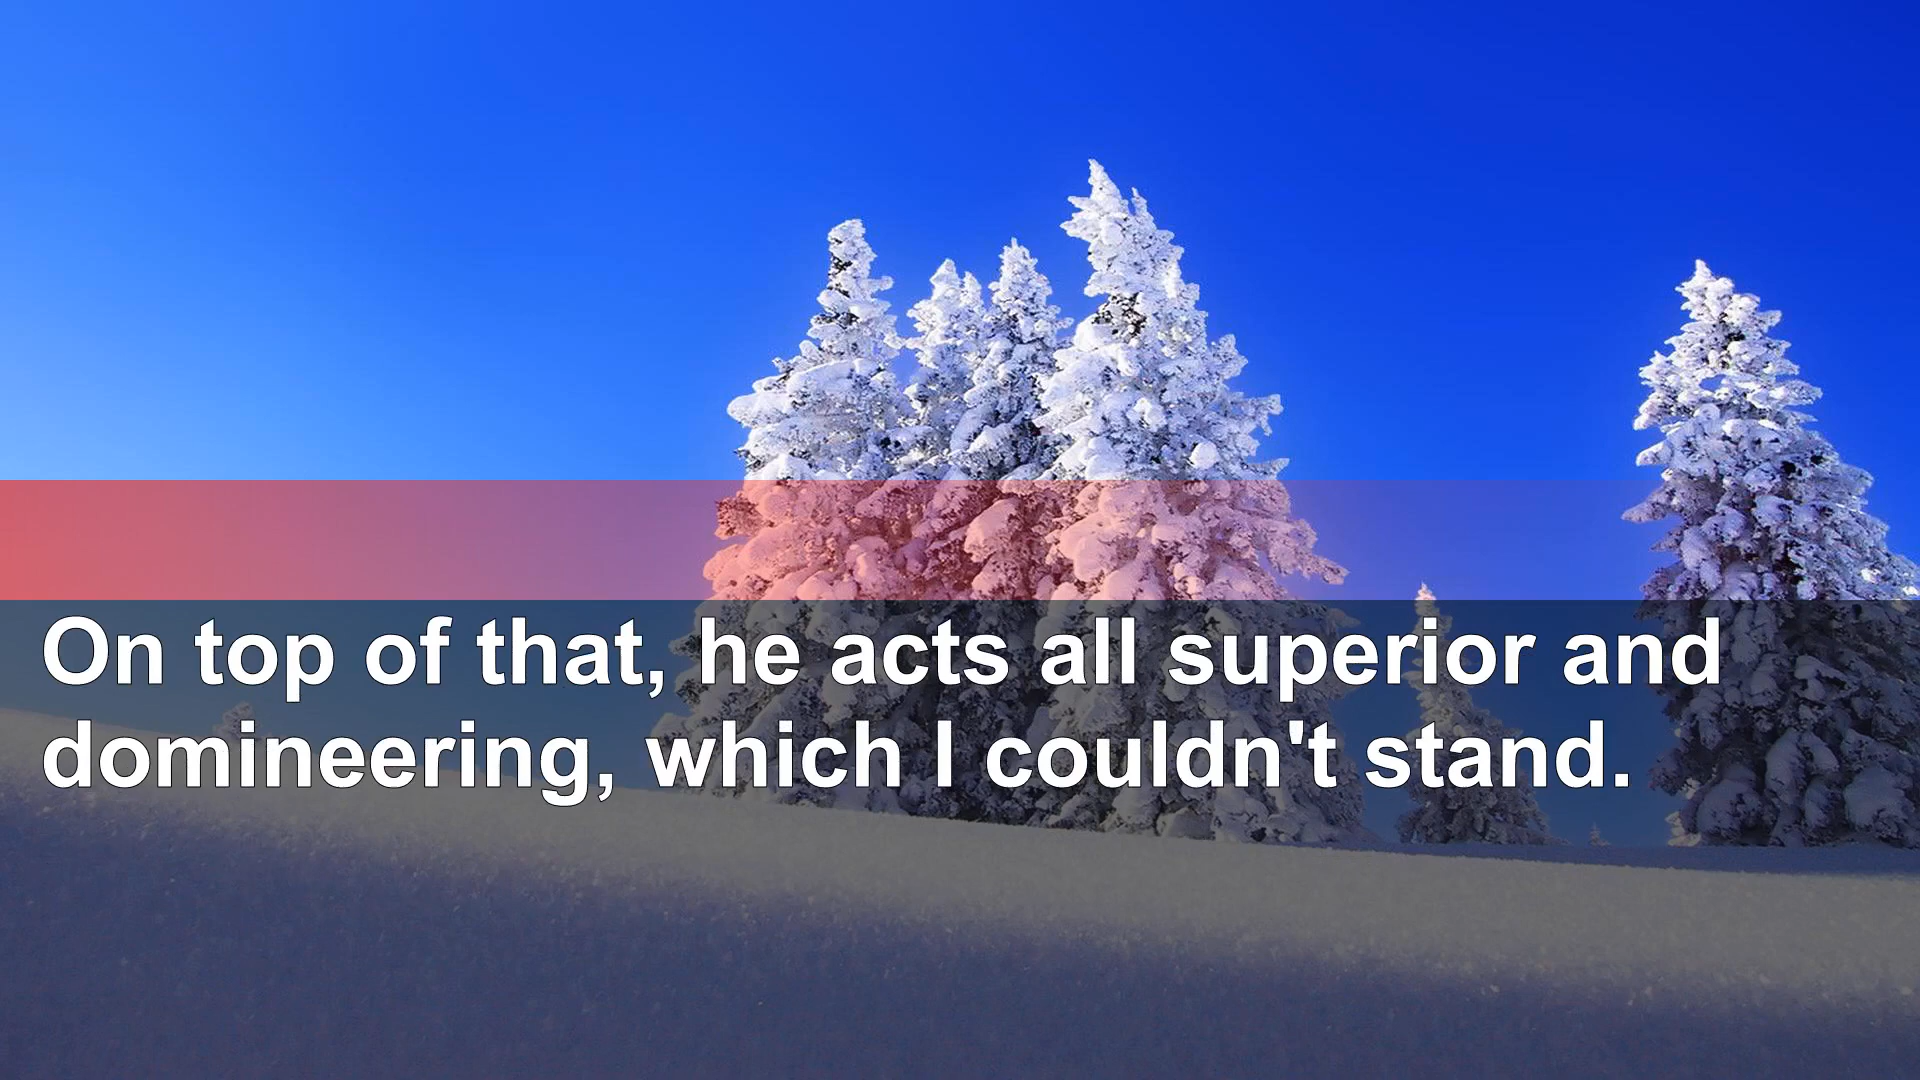 On top of that, he acts all superior and
domineering, which I couldn't stand.